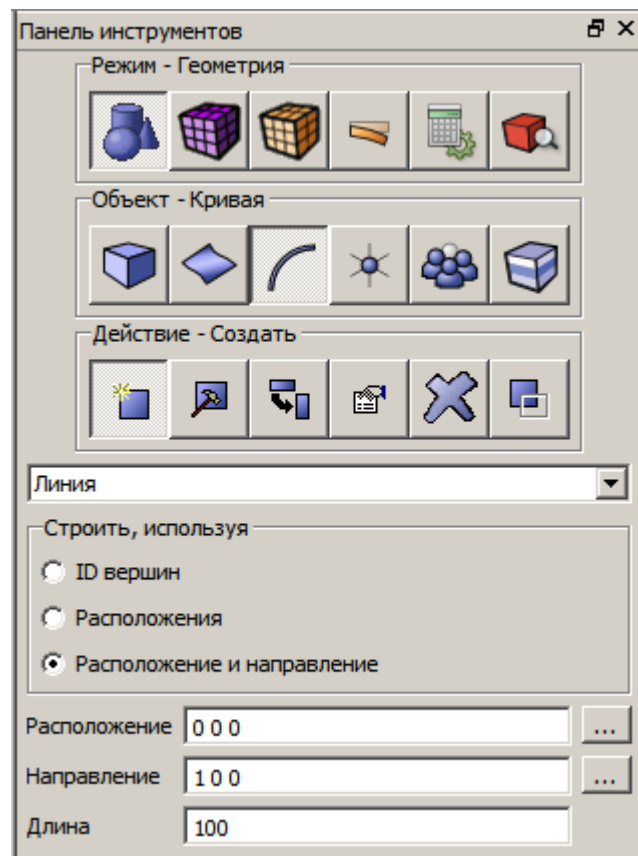 Панель инструментов
Режим - Геометрия
Объект - Кривая
Действие - Создать
Линия
Строить, используя
ID вершин
Расположения
Расположение и направление
Расположение 0 0 0 ...
Направление 1 0 0 ...
Длина 100